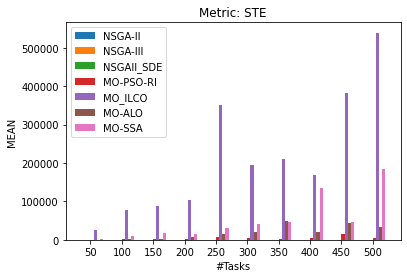 Metric: STE
NSGA-II
NSGA-III
NSGAII_SDE
MO-PSO-RI
MO_ILCO
MO-ALO
MO-SSA
MEAN
500000
400000
300000
200000
100000
0
50 100 150 200 250 300 350 400 450 500
#Tasks